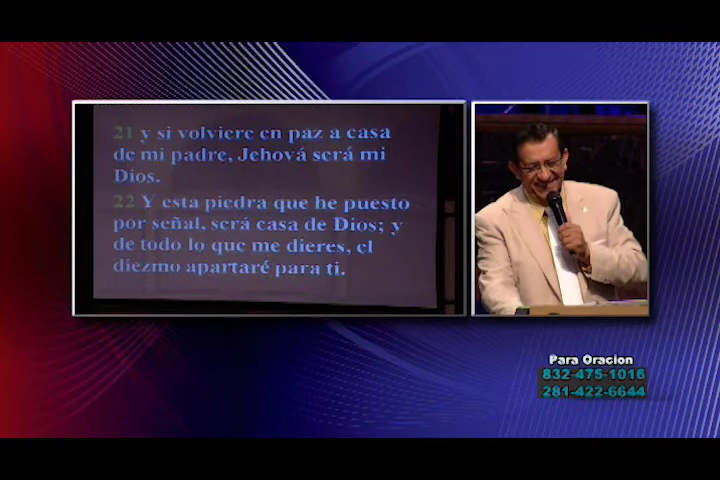 21 y si volviere en paz a casa
de mi padre, Jehová será mi
Dios.
22 Y esta piedra que he puesto
por señal, será casa de Dios; y
de todo lo que me dieres, el
diezmo apartaré para ti.
Para Oracion
832-475-1016
281-422-6644